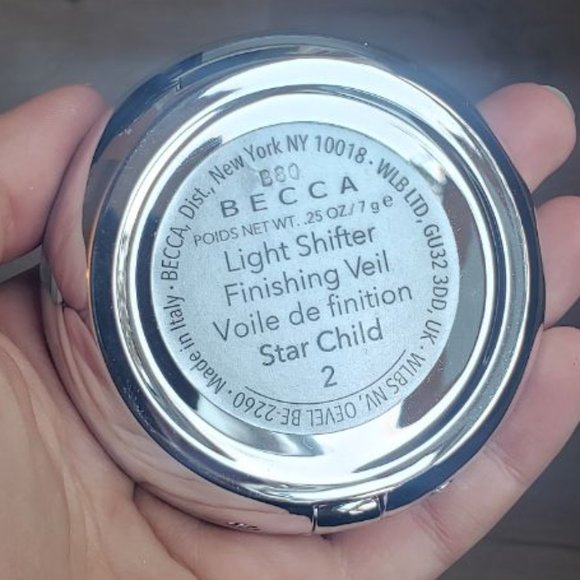 B80
BECCA
POIDS NET WT. .25 OZ./7 g e
Light Shifter
Finishing Veil
Voile de finition
Star Child
2
Made in Italy • BECCA, Dist., New York NY 10018 • WLB LTD, GU32 3DD, UK • WLBS NV, OEVEL BE-2260 •